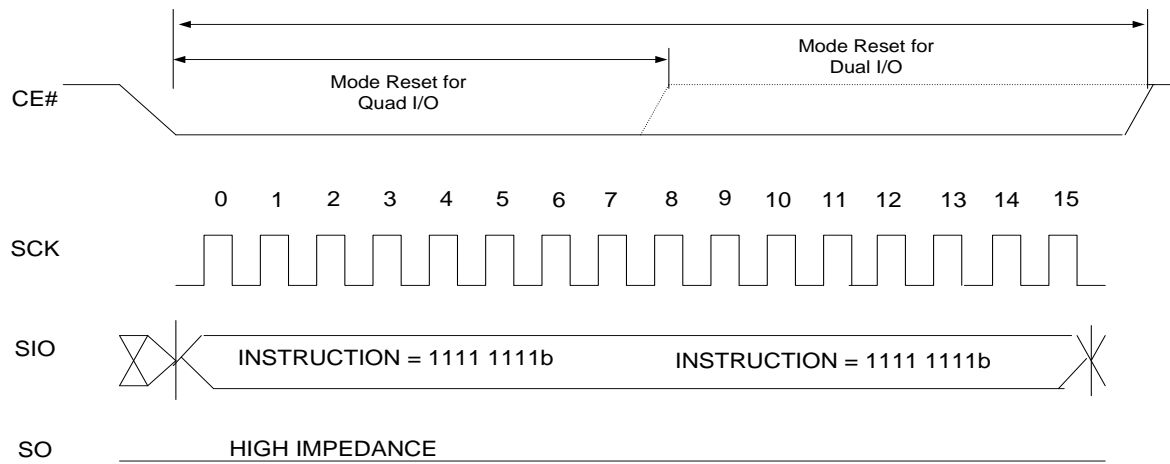 Mode Reset for
Dual I/O
Mode Reset for
Quad I/O
CE#
0 1 2 3 4 5 6 7 8 9 10 11 12 13 14 15
SCK
SIO
INSTRUCTION = 1111 1111b INSTRUCTION = 1111 1111b
SO
HIGH IMPEDANCE